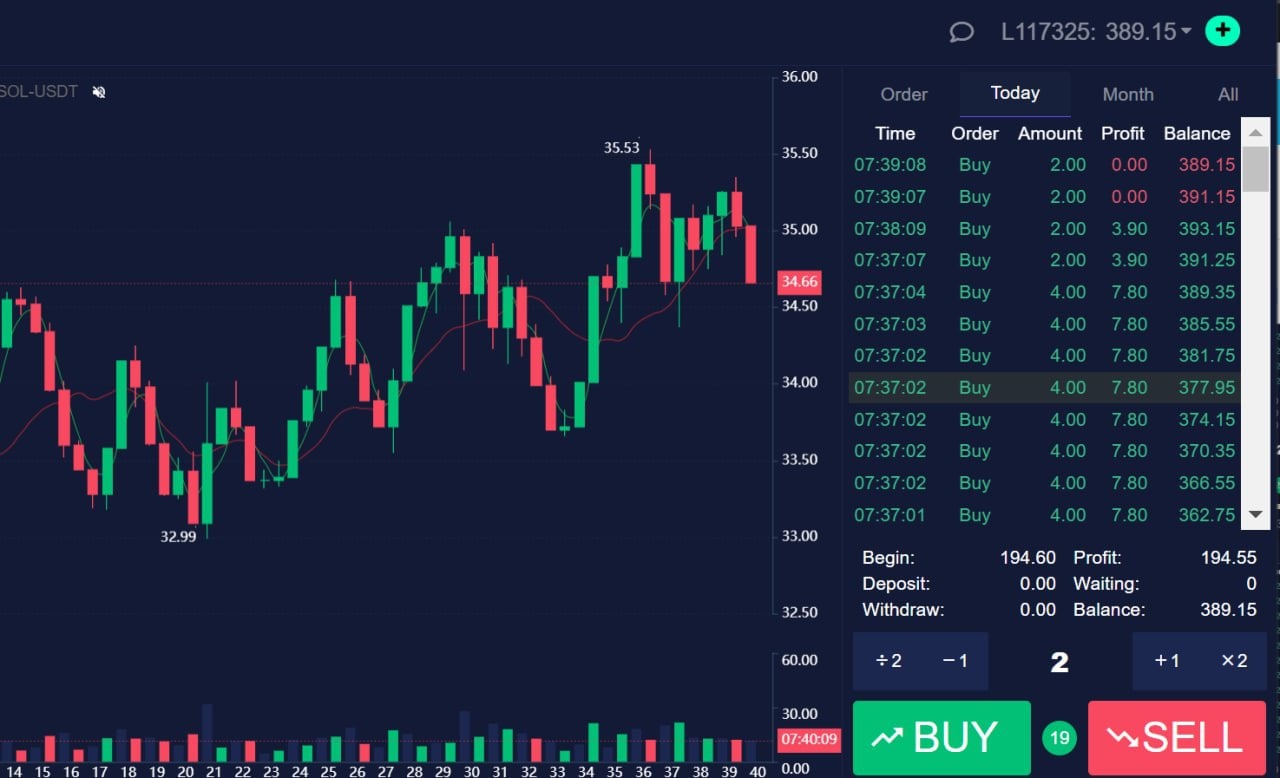 L117325: 389.15
SOL-USDT
36.00
35.50
35.00
34.66
34.50
34.00
33.50
33.00
32.50
60.00
30.00
07:40:09
0.00
35.53
32.99
14 15 16 17 18 19 20 21 22 23 24 25 26 27 28 29 30 31 32 33 34 35 36 37 38 39 40
Order Today Month All
Time Order Amount Profit Balance
07:39:08 Buy 2.00 0.00 389.15
07:39:07 Buy 2.00 0.00 391.15
07:38:09 Buy 2.00 3.90 393.15
07:37:07 Buy 2.00 3.90 391.25
07:37:04 Buy 4.00 7.80 389.35
07:37:03 Buy 4.00 7.80 385.55
07:37:02 Buy 4.00 7.80 381.75
07:37:02 Buy 4.00 7.80 377.95
07:37:02 Buy 4.00 7.80 374.15
07:37:02 Buy 4.00 7.80 370.35
07:37:02 Buy 4.00 7.80 366.55
07:37:01 Buy 4.00 7.80 362.75
Begin: 194.60 Profit: 194.55
Deposit: 0.00 Waiting: 0
Withdraw: 0.00 Balance: 389.15
÷2 −1 2 +1 ×2
BUY 19 SELL